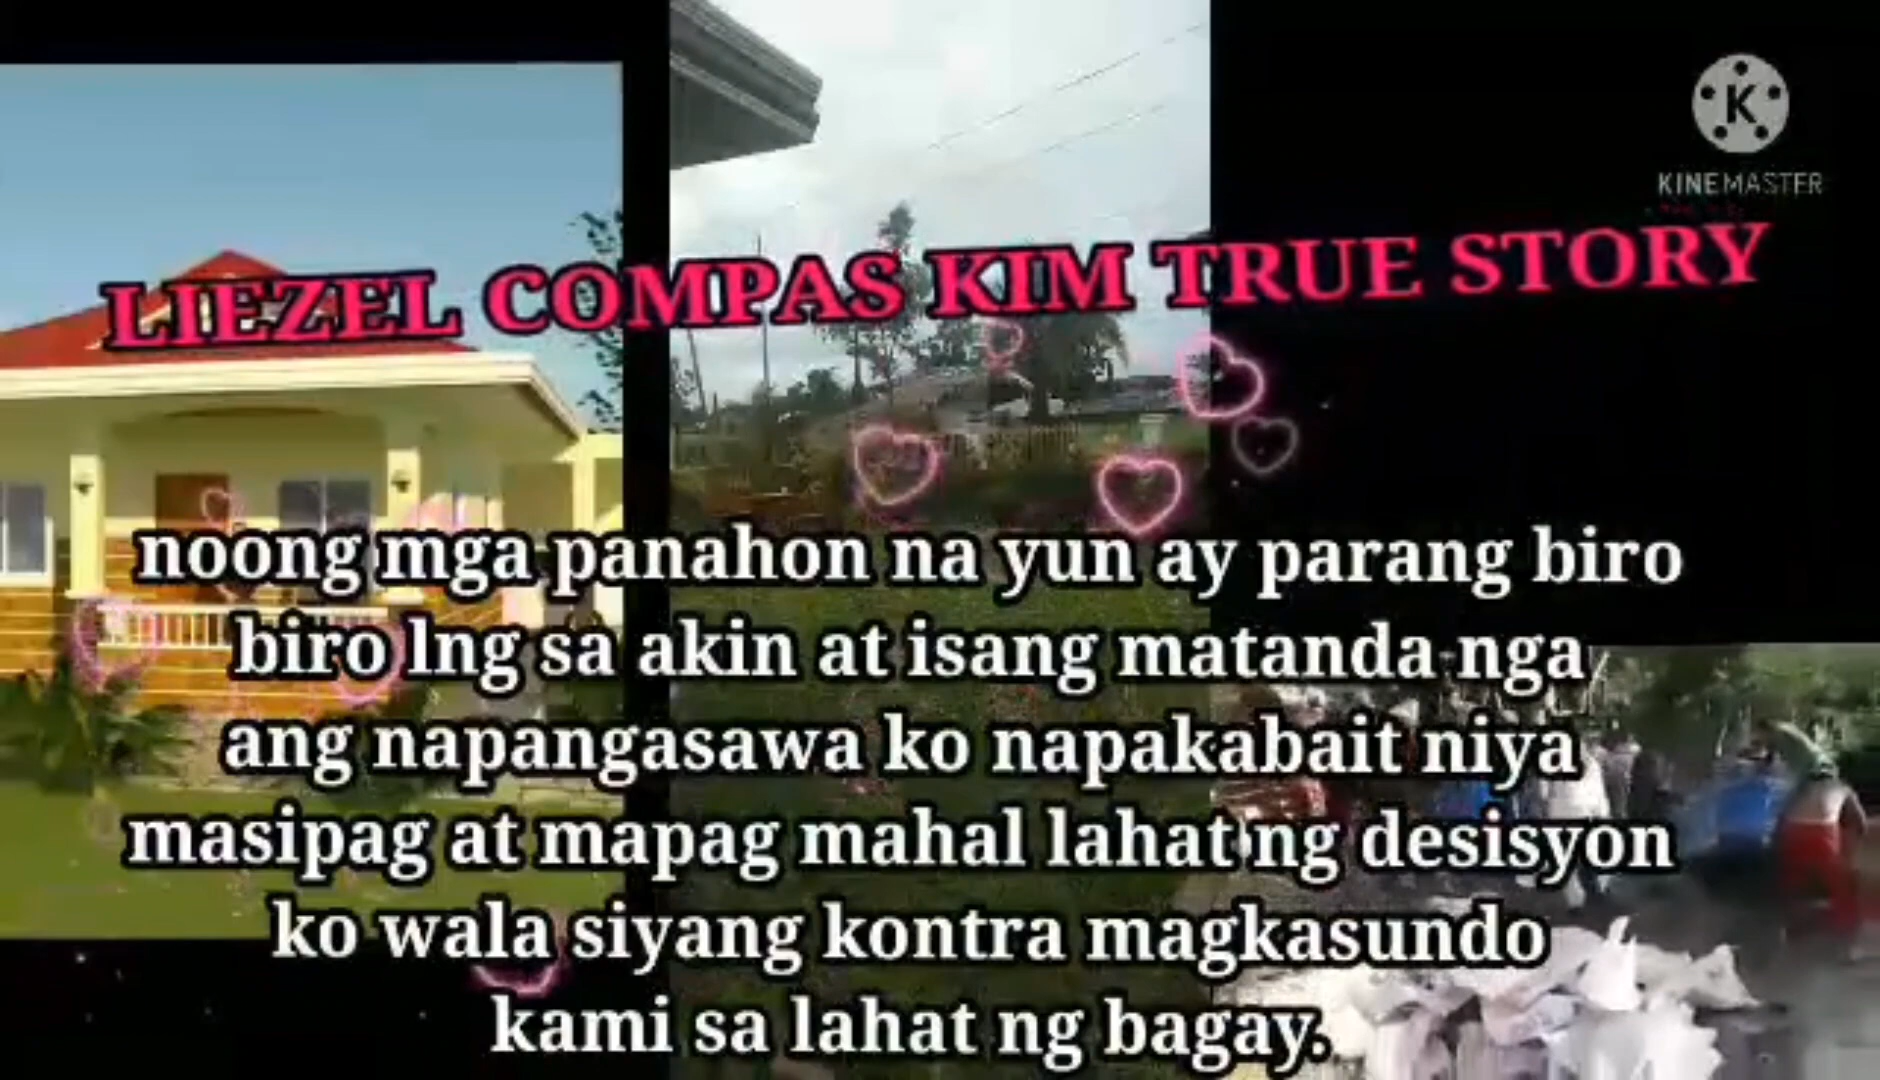 K
KINEMASTER
LIEZEL COMPAS KIM TRUE STORY
noong mga panahon na yun ay parang biro
biro lng sa akin at isang matanda nga
ang napangasawa ko napakabait niya
masipag at mapag mahal lahat ng desisyon
ko wala siyang kontra magkasundo
kami sa lahat ng bagay.